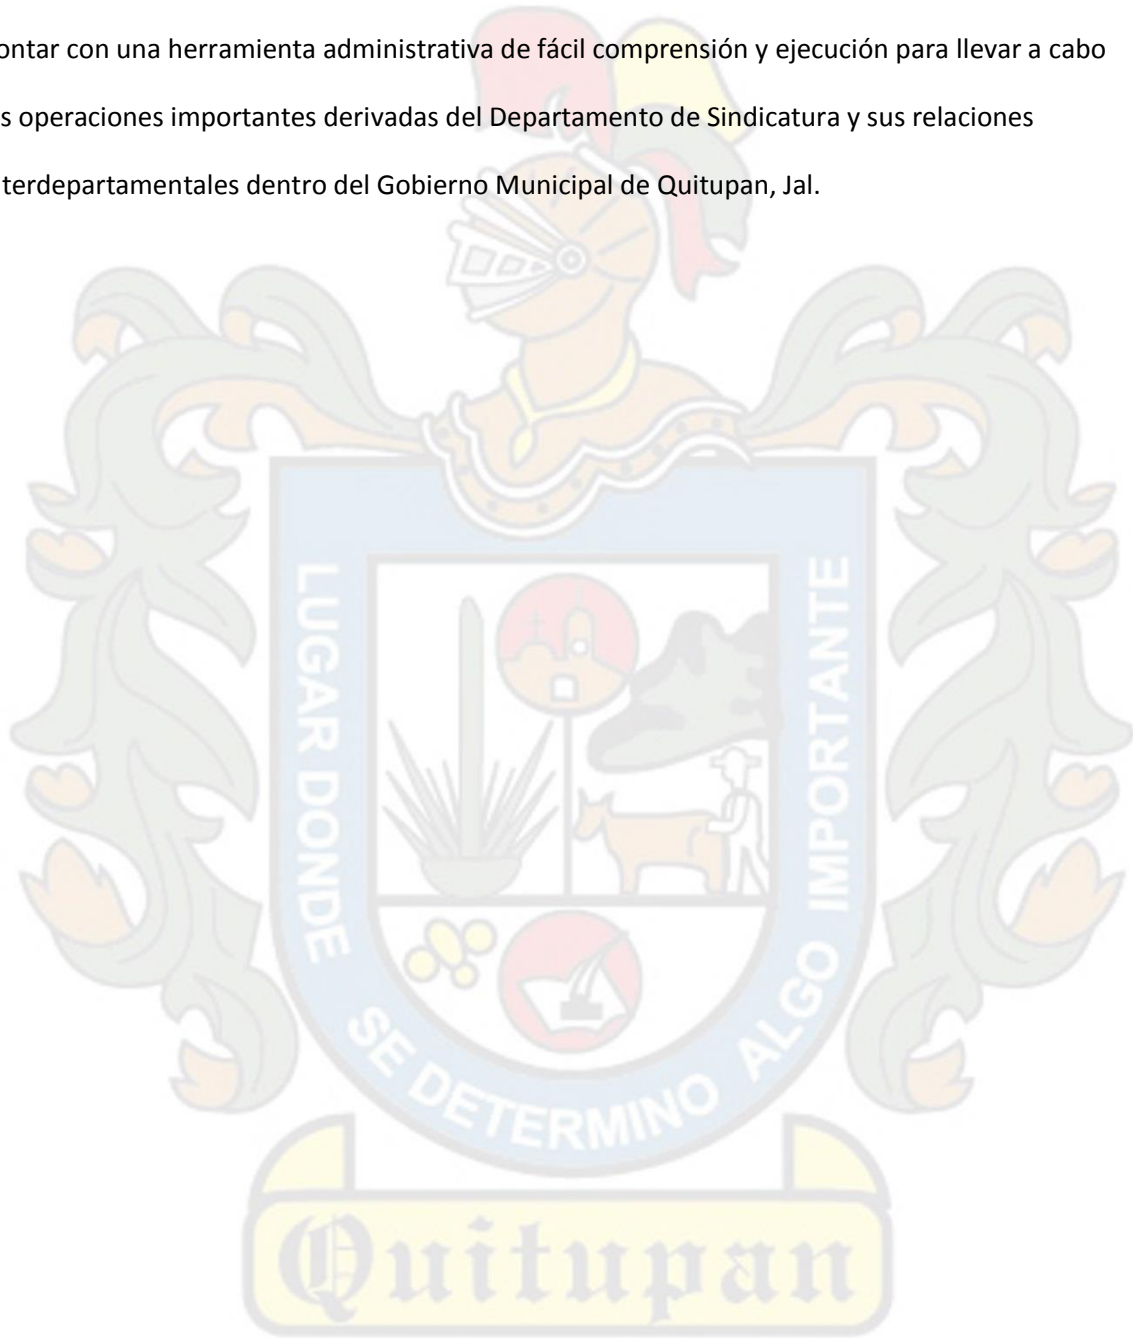 ontar con una herramienta administrativa de fácil comprensión y ejecución para llevar a cabo
s operaciones importantes derivadas del Departamento de Sindicatura y sus relaciones
terdepartamentales dentro del Gobierno Municipal de Quitupan, Jal.
LUGAR DONDE SE DETERMINO ALGO IMPORTANTE
Quitupan